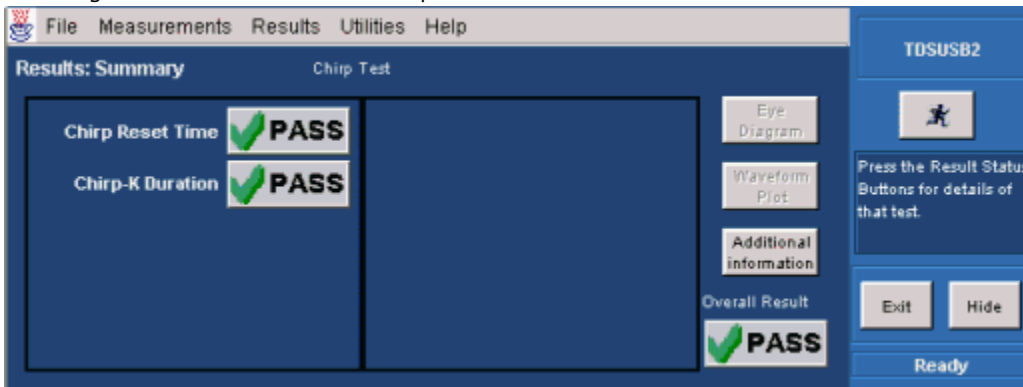 File Measurements Results Utilities Help
TDSUSB2
Results: Summary Chirp Test
Chirp Reset Time PASS
Chirp-K Duration PASS
Eye
Diagram
Waveform
Plot
Additional
information
Overall Result
PASS
Press the Result Status
Buttons for details of
that test.
Exit Hide
Ready